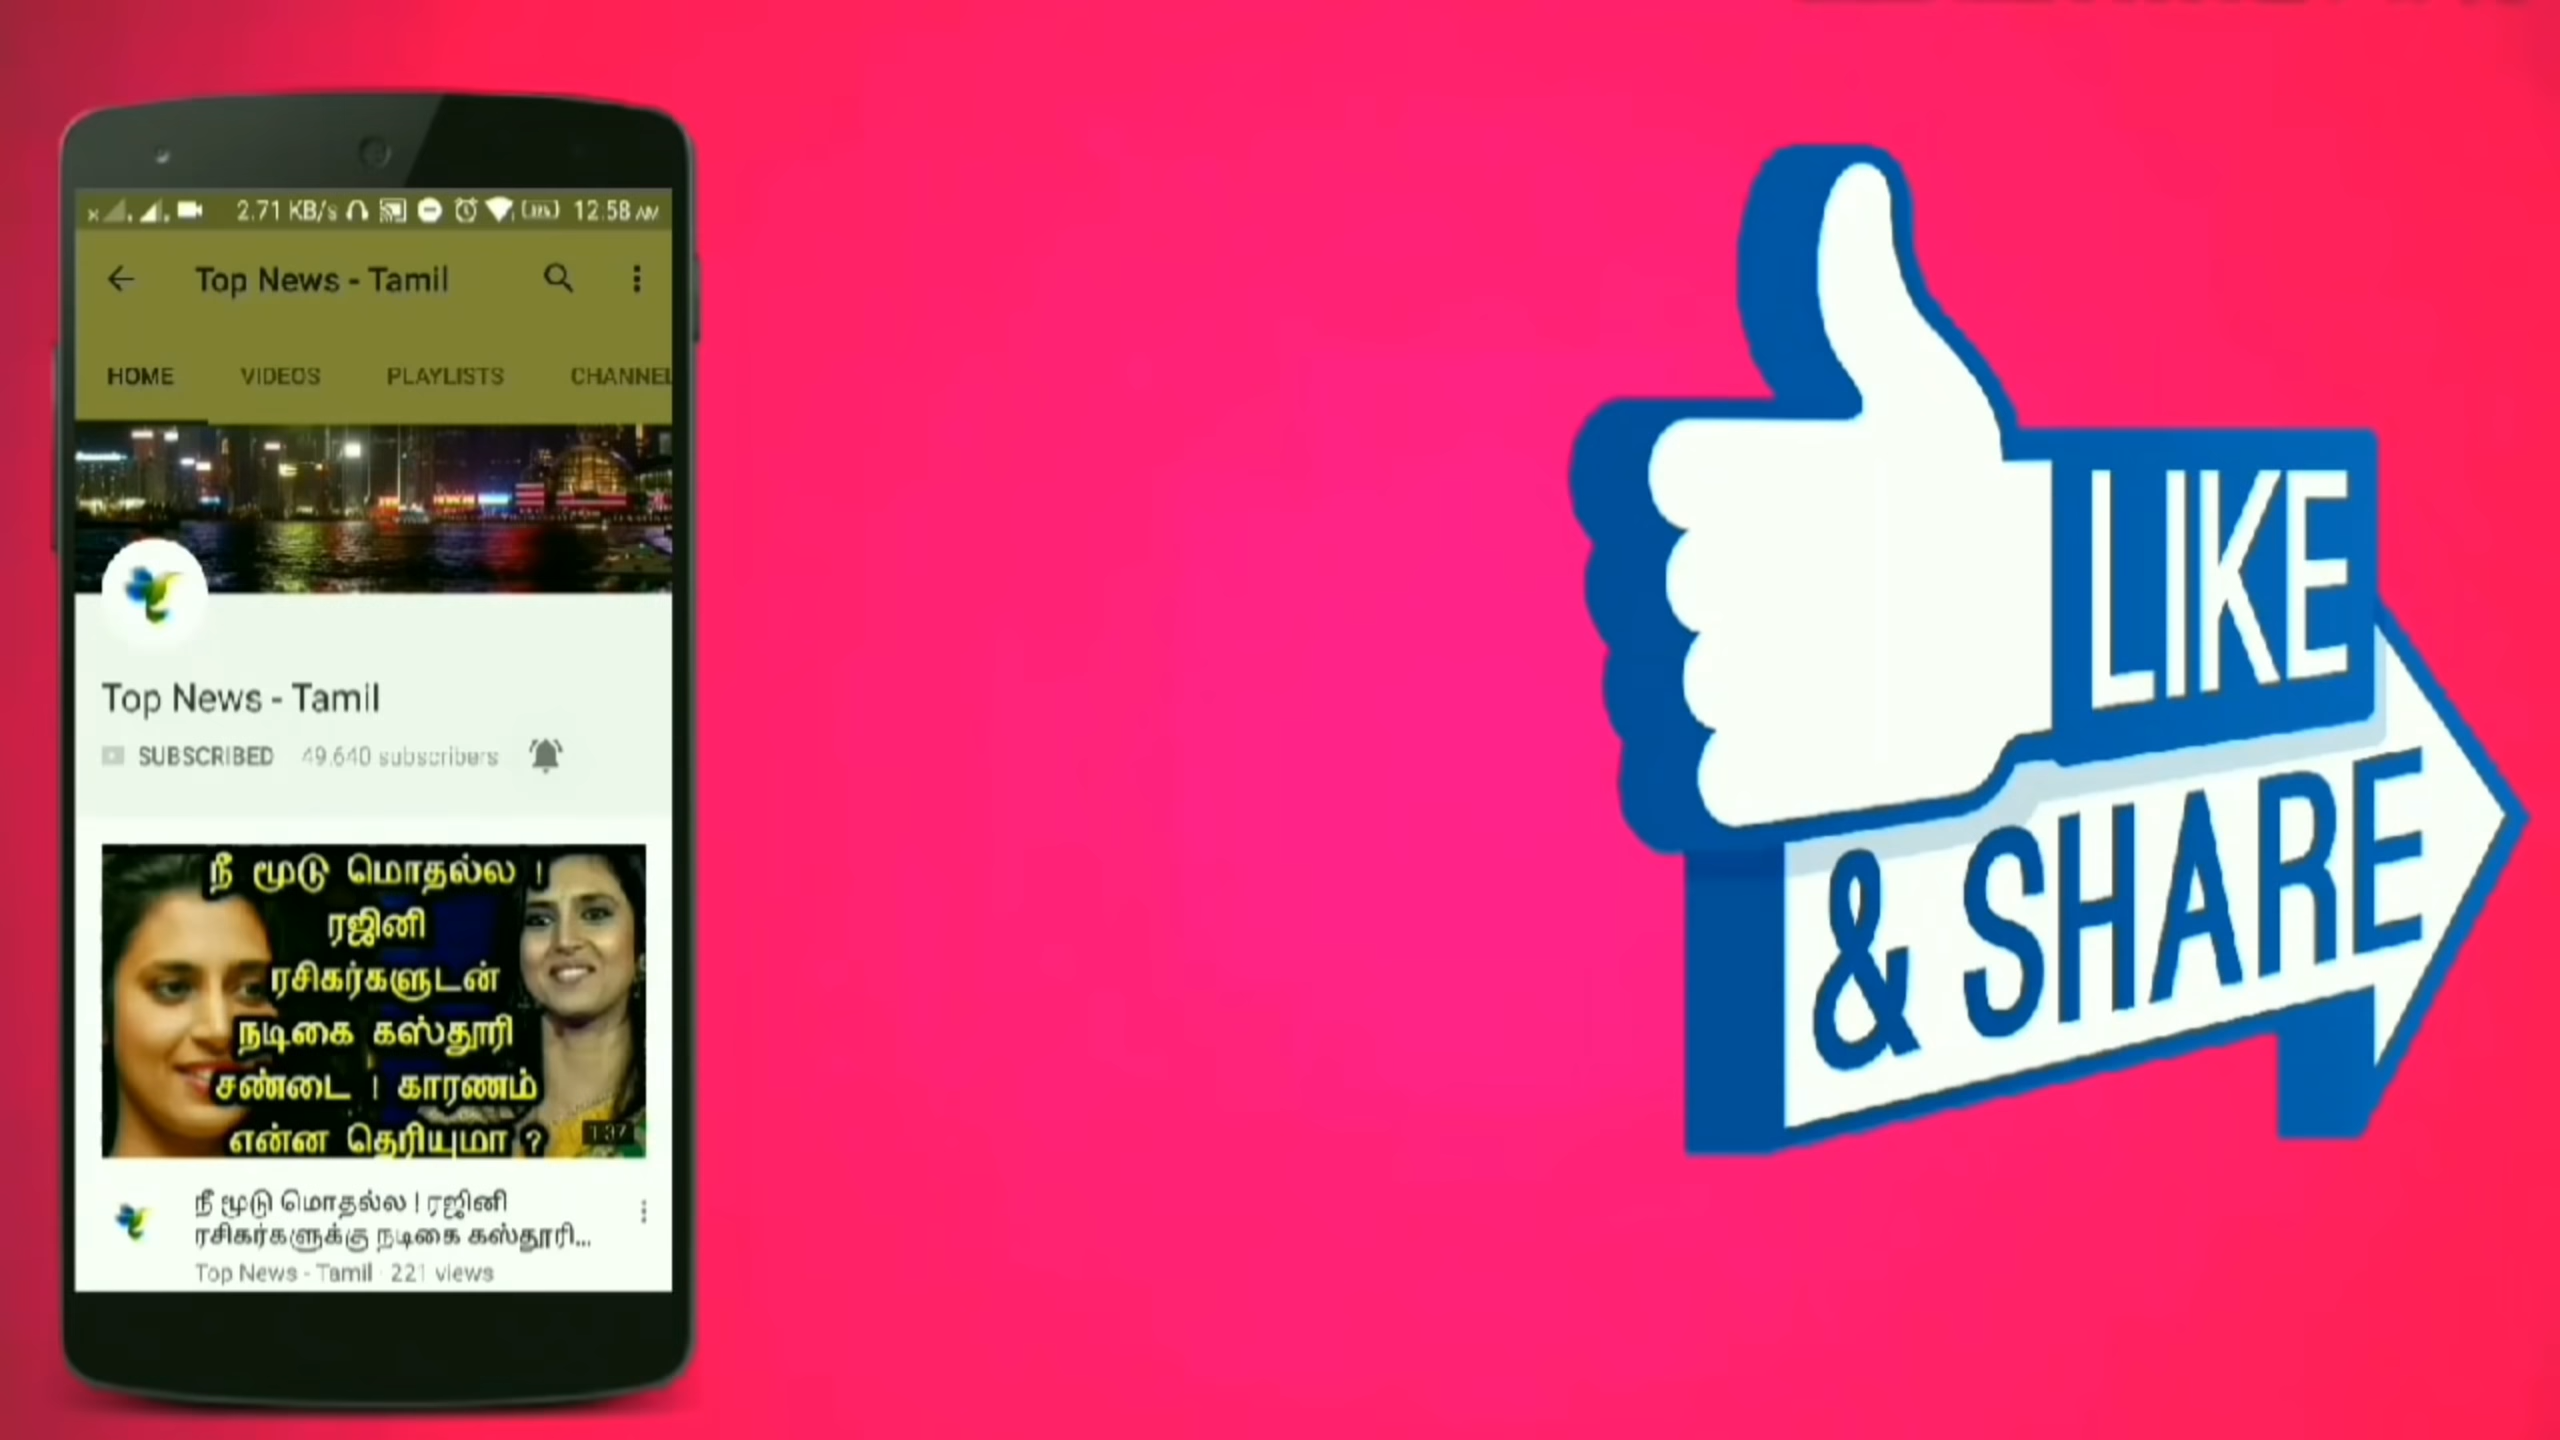 2.71 KB/s 12.58 AM
Top News - Tamil
HOME VIDEOS PLAYLISTS CHANNEL
Top News - Tamil
SUBSCRIBED 49,640 subscribers
நீ மூடு மொதல்ல !
ரஜினி
ரசிகர்களுடன்
நடிகை கஸ்தூரி
சண்டை ! காரணம்
என்ன தெரியுமா ?
1:37
நீ மூடு மொதல்ல ! ரஜினி
ரசிகர்களுக்கு நடிகை கஸ்தூரி...
Top News - Tamil · 221 views
LIKE
& SHARE